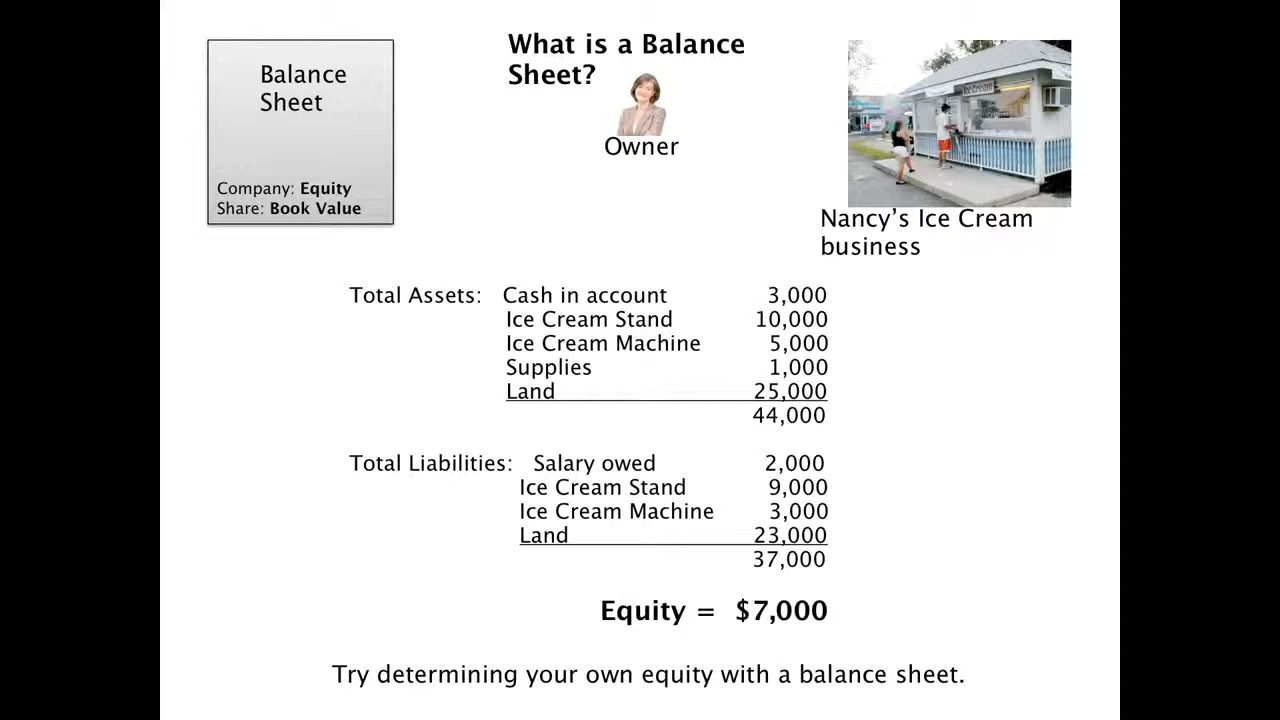 What is a Balance
Sheet?
Balance
Sheet
Company: Equity
Share: Book Value
Owner
Ice Cream
Nancy’s Ice Cream
business
Total Assets: Cash in account 3,000
Ice Cream Stand 10,000
Ice Cream Machine 5,000
Supplies 1,000
Land 25,000
44,000
Total Liabilities: Salary owed 2,000
Ice Cream Stand 9,000
Ice Cream Machine 3,000
Land 23,000
37,000
Equity = $7,000
Try determining your own equity with a balance sheet.